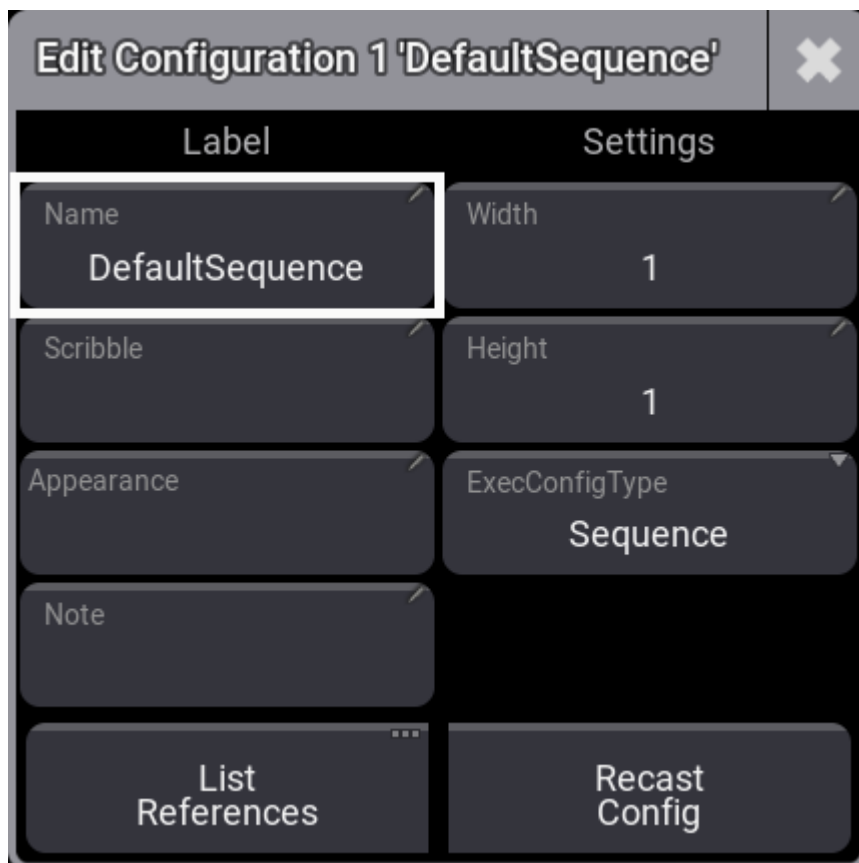 Edit Configuration 1 'DefaultSequence'
Label
Settings
Name
DefaultSequence
Width
1
Scribble
Height
1
Appearance
ExecConfigType
Sequence
Note
List
References
Recast
Config